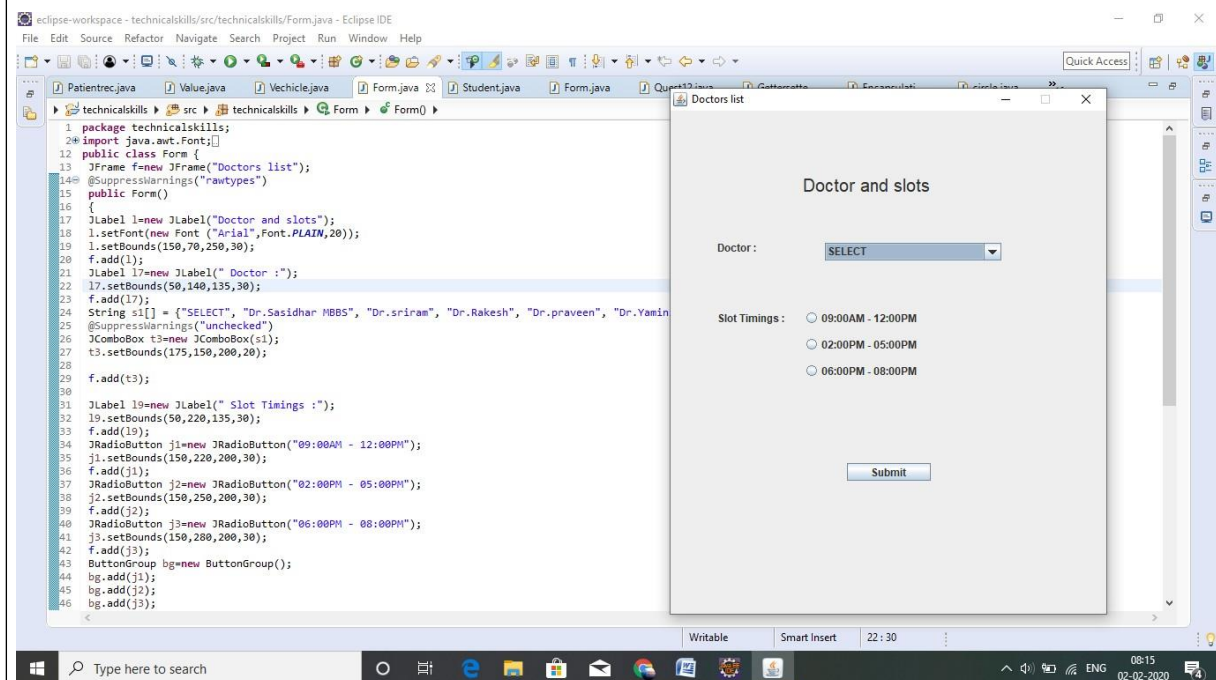 eclipse-workspace - technicalskills/src/technicalskills/Form.java - Eclipse IDE
File Edit Source Refactor Navigate Search Project Run Window Help
Quick Access
Patientrec.java Value.java Vechicle.java Form.java Student.java Form.java
technicalskills src technicalskills Form Form()
1 package technicalskills;
2 import java.awt.Font;
12 public class Form {
13 JFrame f=new JFrame("Doctors list");
14 @SuppressWarnings("rawtypes")
15 public Form()
16 {
17 JLabel l=new JLabel("Doctor and slots");
18 l.setFont(new Font ("Arial",Font.PLAIN,20));
19 l.setBounds(150,70,250,30);
20 f.add(l);
21 JLabel l7=new JLabel(" Doctor :");
22 l7.setBounds(50,140,135,30);
23 f.add(l7);
24 String s1[] = {"SELECT", "Dr.Sasidhar MBBS", "Dr.sriram", "Dr.Rakesh", "Dr.praveen", "Dr.Yamin
25 @SuppressWarnings("unchecked")
26 JComboBox t3=new JComboBox(s1);
27 t3.setBounds(175,150,200,20);
28
29 f.add(t3);
30
31 JLabel l9=new JLabel(" Slot Timings :");
32 l9.setBounds(50,220,135,30);
33 f.add(l9);
34 JRadioButton j1=new JRadioButton("09:00AM - 12:00PM");
35 j1.setBounds(150,220,200,30);
36 f.add(j1);
37 JRadioButton j2=new JRadioButton("02:00PM - 05:00PM");
38 j2.setBounds(150,250,200,30);
39 f.add(j2);
40 JRadioButton j3=new JRadioButton("06:00PM - 08:00PM");
41 j3.setBounds(150,280,200,30);
42 f.add(j3);
43 ButtonGroup bg=new ButtonGroup();
44 bg.add(j1);
45 bg.add(j2);
46 bg.add(j3);
Doctors list
Doctor and slots
Doctor : SELECT
Slot Timings : 09:00AM - 12:00PM
02:00PM - 05:00PM
06:00PM - 08:00PM
Submit
Writable Smart Insert 22 : 30
Type here to search
ENG 08:15
02-02-2020